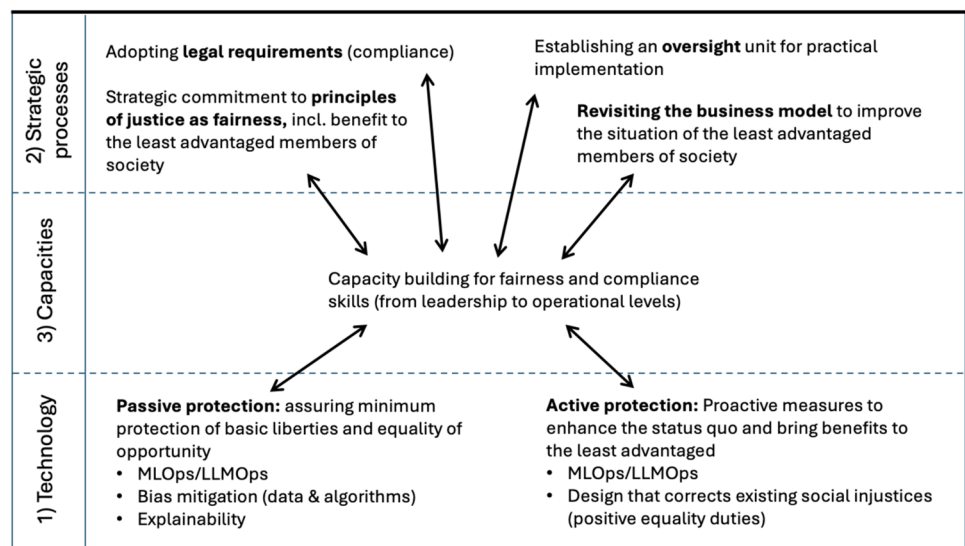 2) Strategic
processes
Adopting legal requirements (compliance)
Strategic commitment to principles
of justice as fairness, incl. benefit to
the least advantaged members of
society
Establishing an oversight unit for practical
implementation
Revisiting the business model to improve
the situation of the least advantaged
members of society
3) Capacities
Capacity building for fairness and compliance
skills (from leadership to operational levels)
1) Technology
Passive protection: assuring minimum
protection of basic liberties and equality of
opportunity
• MLOps/LLMOps
• Bias mitigation (data & algorithms)
• Explainability
Active protection: Proactive measures to
enhance the status quo and bring benefits to
the least advantaged
• MLOps/LLMOps
• Design that corrects existing social injustices
(positive equality duties)